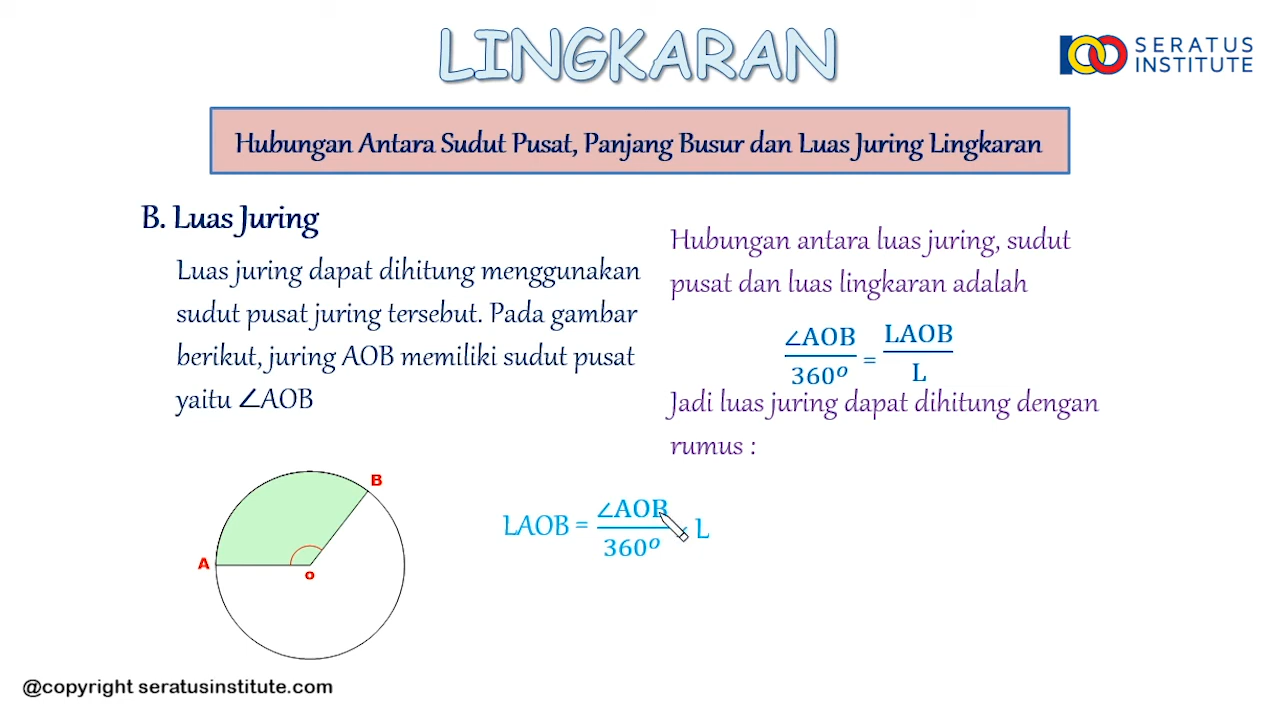 LINGKARAN
SERATUS
INSTITUTE
Hubungan Antara Sudut Pusat, Panjang Busur dan Luas Juring Lingkaran
B. Luas Juring
Luas juring dapat dihitung menggunakan
sudut pusat juring tersebut. Pada gambar
berikut, juring AOB memiliki sudut pusat
yaitu ∠AOB
Hubungan antara luas juring, sudut
pusat dan luas lingkaran adalah
∠AOB/360º = LAOB/L
Jadi luas juring dapat dihitung dengan
rumus :
B
A
O
LAOB = ∠AOB/360º × L
@copyright seratusinstitute.com